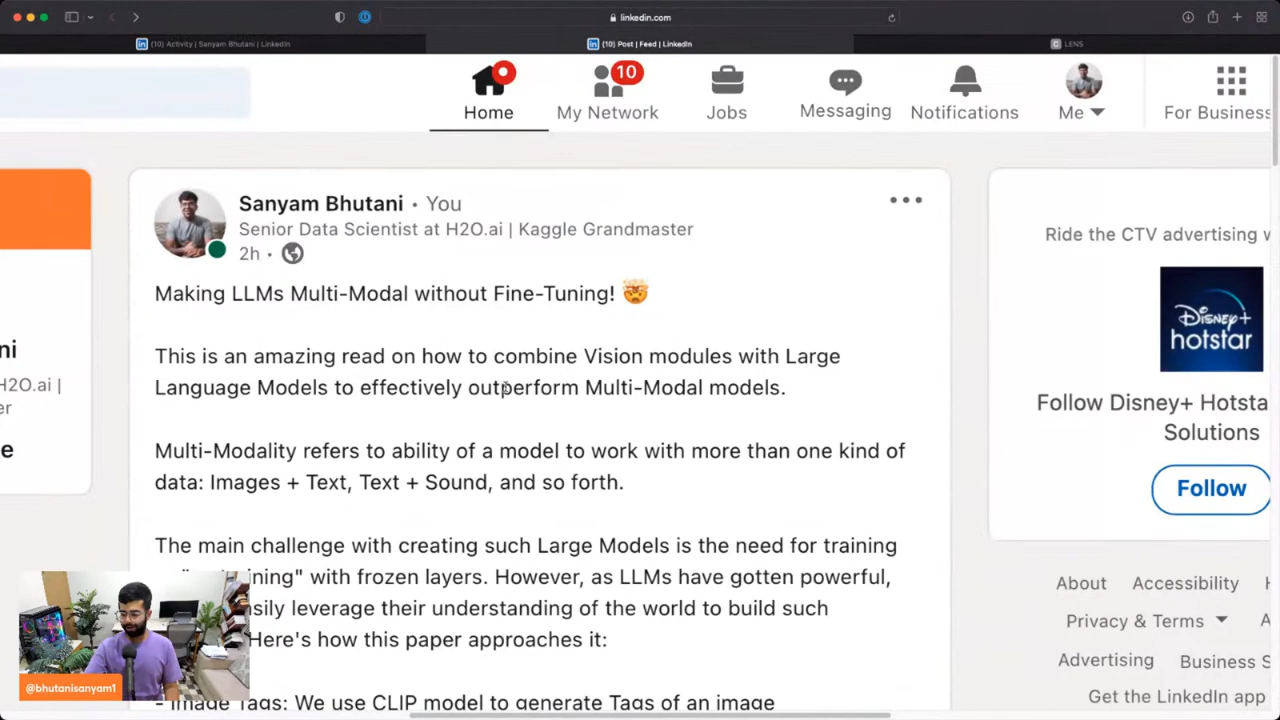 linkedin.com
(10) Activity | Sanyam Bhutani | LinkedIn
(10) Post | Feed | LinkedIn
LENS
Home
10
My Network
Jobs
Messaging
Notifications
Me
For Business
Sanyam Bhutani • You
Senior Data Scientist at H2O.ai | Kaggle Grandmaster
2h •
Making LLMs Multi-Modal without Fine-Tuning! 🤯
This is an amazing read on how to combine Vision modules with Large
Language Models to effectively outperform Multi-Modal models.
Multi-Modality refers to ability of a model to work with more than one kind of
data: Images + Text, Text + Sound, and so forth.
The main challenge with creating such Large Models is the need for training
with frozen layers. However, as LLMs have gotten powerful,
leverage their understanding of the world to build such
Here's how this paper approaches it:
- Image Tags: We use CLIP model to generate Tags of an image
ni
H2O.ai |
er
e
Ride the CTV advertising w
Disney+
hotstar
Follow Disney+ Hotsta
Solutions
Follow
About Accessibility
Privacy & Terms
Advertising Business S
Get the LinkedIn app
@bhutanisanyam1